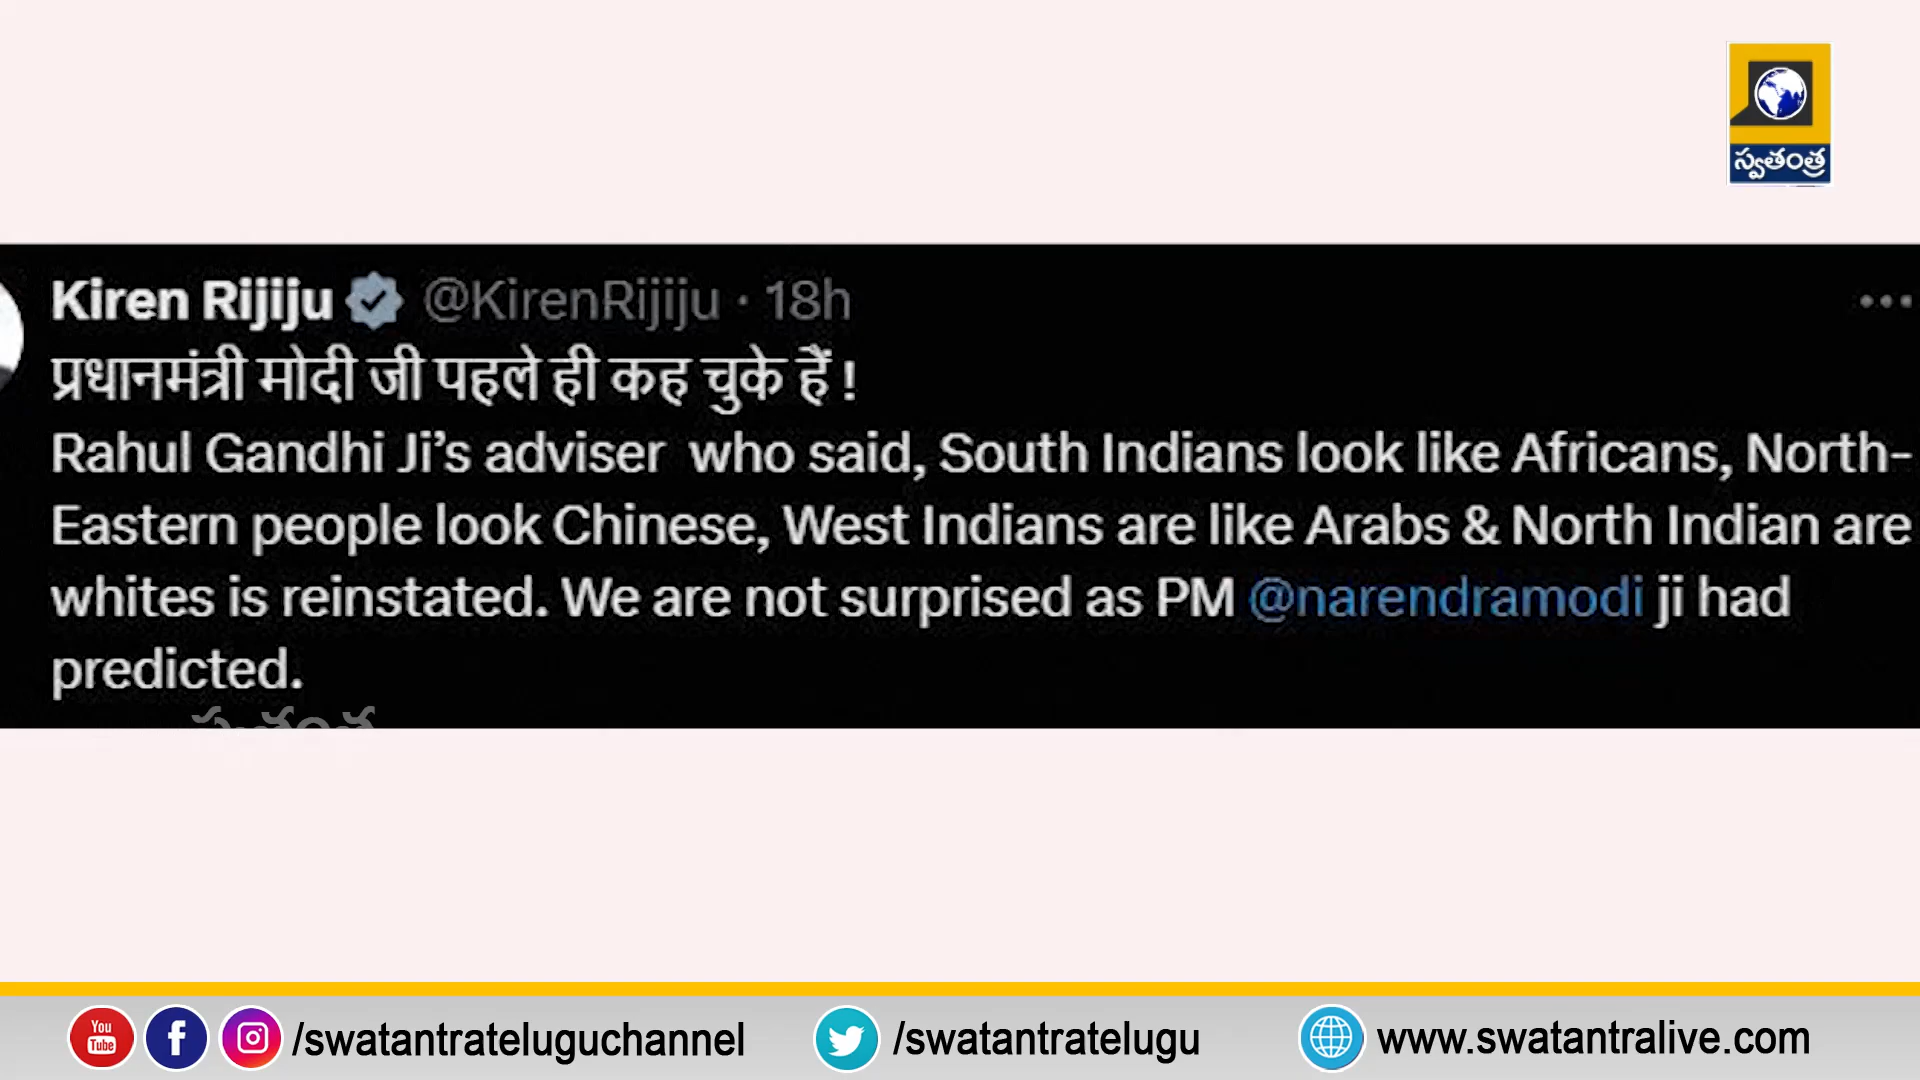 స్వతంత్ర
Kiren Rijiju @KirenRijiju · 18h
प्रधानमंत्री मोदी जी पहले ही कह चुके हैं !
Rahul Gandhi Ji’s adviser who said, South Indians look like Africans, North-
Eastern people look Chinese, West Indians are like Arabs & North Indian are
whites is reinstated. We are not surprised as PM @narendramodi ji had
predicted.
You Tube /swatantrateluguchannel /swatantratelugu www.swatantralive.com